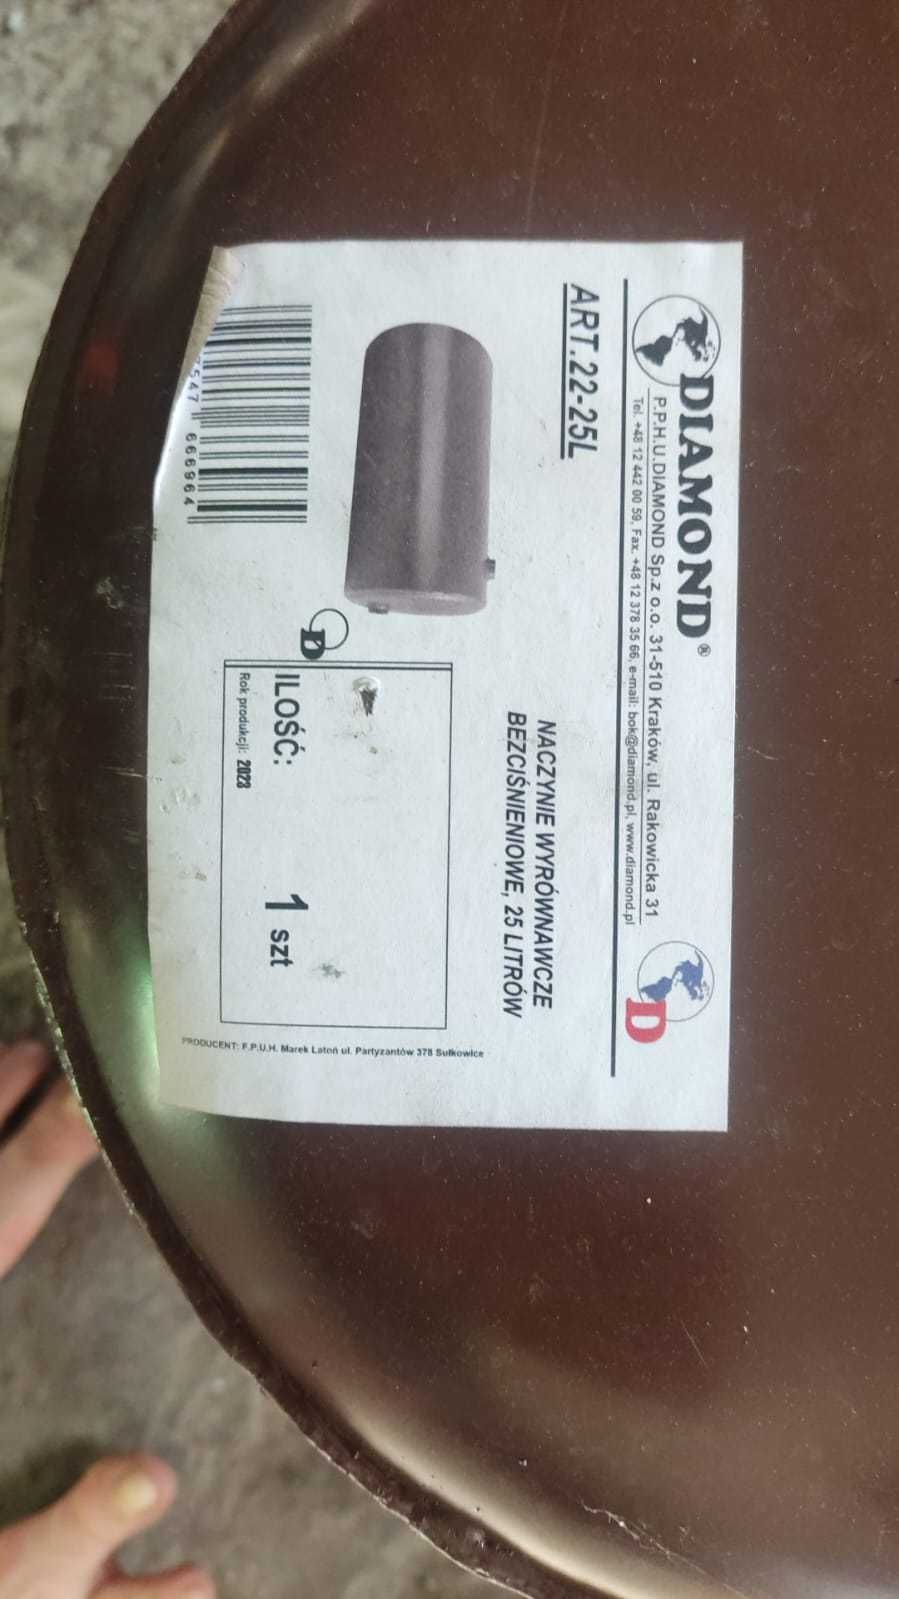 DIAMOND®
P.P.H.U.DIAMOND Sp.z o.o. 31-510 Kraków, ul. Rakowicka 31
Tel. +48 12 442 00 59, Fax. +48 12 378 35 66, e-mail: bok@diamond.pl, www.diamond.pl
D
ART.22-25L
NACZYNIE WYRÓWNAWCZE
BEZCIŚNIENIOWE, 25 LITRÓW
D
ILOŚĆ: 1 szt
Rok produkcji: 2023
547 666964
PRODUCENT: F.P.U.H. Marek Latoń ul. Partyzantów 378 Sułkowice